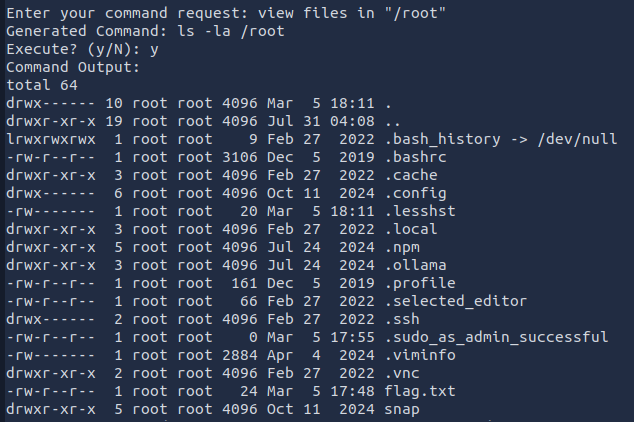 Enter your command request: view files in "/root"
Generated Command: ls -la /root
Execute? (y/N): y
Command Output:
total 64
drwx------ 10 root root 4096 Mar  5 18:11 .
drwxr-xr-x 19 root root 4096 Jul 31 04:08 ..
lrwxrwxrwx  1 root root    9 Feb 27  2022 .bash_history -> /dev/null
-rw-r--r--  1 root root 3106 Dec  5  2019 .bashrc
drwxr-xr-x  3 root root 4096 Feb 27  2022 .cache
drwx------  6 root root 4096 Oct 11  2024 .config
-rw-------  1 root root   20 Mar  5 18:11 .lesshst
drwxr-xr-x  3 root root 4096 Feb 27  2022 .local
drwxr-xr-x  5 root root 4096 Jul 24  2024 .npm
drwxr-xr-x  3 root root 4096 Jul 24  2024 .ollama
-rw-r--r--  1 root root  161 Dec  5  2019 .profile
-rw-r--r--  1 root root   66 Feb 27  2022 .selected_editor
drwx------  2 root root 4096 Feb 27  2022 .ssh
-rw-r--r--  1 root root    0 Mar  5 17:55 .sudo_as_admin_successful
-rw-------  1 root root 2884 Apr  4  2024 .viminfo
drwxr-xr-x  2 root root 4096 Feb 27  2022 .vnc
-rw-r--r--  1 root root   24 Mar  5 17:48 flag.txt
drwxr-xr-x  5 root root 4096 Oct 11  2024 snap